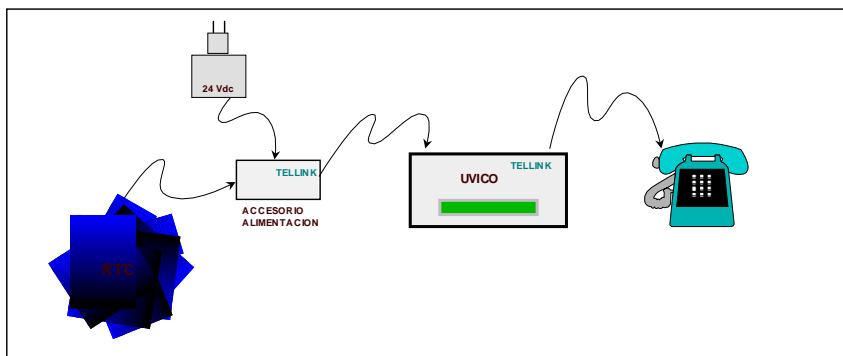 24 Vdc
TELLINK
ACCESORIO
ALIMENTACION
TELLINK
UVICO
RTC